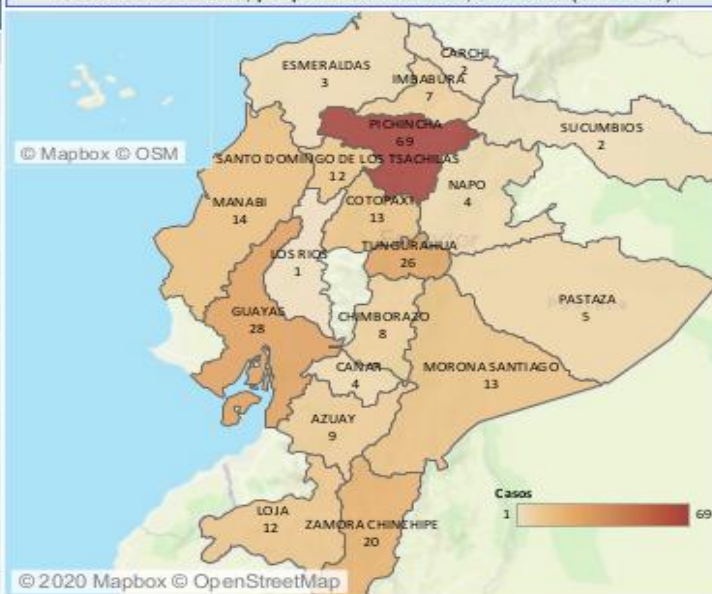 CARCHI
2
ESMERALDAS
3
IMBABURA
7
PICHINCHA
69
SUCUMBIOS
2
© Mapbox © OSM
SANTO DOMINGO DE LOS TSACHILAS
12
NAPO
4
MANABI
14
COTOPAXI
13
TUNGURAHUA
26
LOS RIOS
1
PASTAZA
5
GUAYAS
28
CHIMBORAZO
8
CAÑAR
4
MORONA SANTIAGO
13
AZUAY
9
Casos
1 69
LOJA
12
ZAMORA CHINCHIPE
20
© 2020 Mapbox © OpenStreetMap